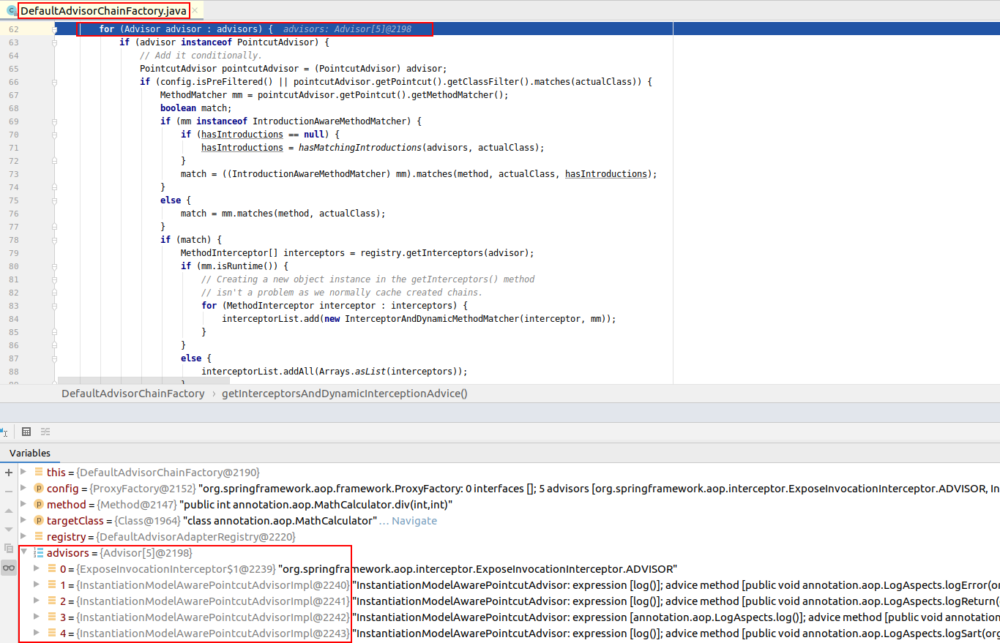 DefaultAdvisorChainFactory.java
62 for (Advisor advisor : advisors) { advisors: Advisor[5]@2198
63 if (advisor instanceof PointcutAdvisor) {
64 // Add it conditionally.
65 PointcutAdvisor pointcutAdvisor = (PointcutAdvisor) advisor;
66 if (config.isPreFiltered() || pointcutAdvisor.getPointcut().getClassFilter().matches(actualClass)) {
67 MethodMatcher mm = pointcutAdvisor.getPointcut().getMethodMatcher();
68 boolean match;
69 if (mm instanceof IntroductionAwareMethodMatcher) {
70 if (hasIntroductions == null) {
71 hasIntroductions = hasMatchingIntroductions(advisors, actualClass);
72 }
73 match = ((IntroductionAwareMethodMatcher) mm).matches(method, actualClass, hasIntroductions);
74 }
75 else {
76 match = mm.matches(method, actualClass);
77 }
78 if (match) {
79 MethodInterceptor[] interceptors = registry.getInterceptors(advisor);
80 if (mm.isRuntime()) {
81 // Creating a new object instance in the getInterceptors() method
82 // isn't a problem as we normally cache created chains.
83 for (MethodInterceptor interceptor : interceptors) {
84 interceptorList.add(new InterceptorAndDynamicMethodMatcher(interceptor, mm));
85 }
86 }
87 else {
88 interceptorList.addAll(Arrays.asList(interceptors));
DefaultAdvisorChainFactory › getInterceptorsAndDynamicInterceptionAdvice()
Variables
this = {DefaultAdvisorChainFactory@2190}
config = {ProxyFactory@2152} "org.springframework.aop.framework.ProxyFactory: 0 interfaces []; 5 advisors [org.springframework.aop.interceptor.ExposeInvocationInterceptor.ADVISOR, In
method = {Method@2147} "public int annotation.aop.MathCalculator.div(int,int)"
targetClass = {Class@1964} "class annotation.aop.MathCalculator" ... Navigate
registry = {DefaultAdvisorAdapterRegistry@2220}
advisors = {Advisor[5]@2198}
0 = {ExposeInvocationInterceptor$1@2239} "org.springframework.aop.interceptor.ExposeInvocationInterceptor.ADVISOR"
1 = {InstantiationModelAwarePointcutAdvisorImpl@2240} "InstantiationModelAwarePointcutAdvisor: expression [log()]; advice method [public void annotation.aop.LogAspects.logError(or
2 = {InstantiationModelAwarePointcutAdvisorImpl@2241} "InstantiationModelAwarePointcutAdvisor: expression [log()]; advice method [public void annotation.aop.LogAspects.logReturn(
3 = {InstantiationModelAwarePointcutAdvisorImpl@2242} "InstantiationModelAwarePointcutAdvisor: expression [annotation.aop.LogAspects.log()]; advice method [public void annotation
4 = {InstantiationModelAwarePointcutAdvisorImpl@2243} "InstantiationModelAwarePointcutAdvisor: expression [log()]; advice method [public void annotation.aop.LogAspects.logSart(org